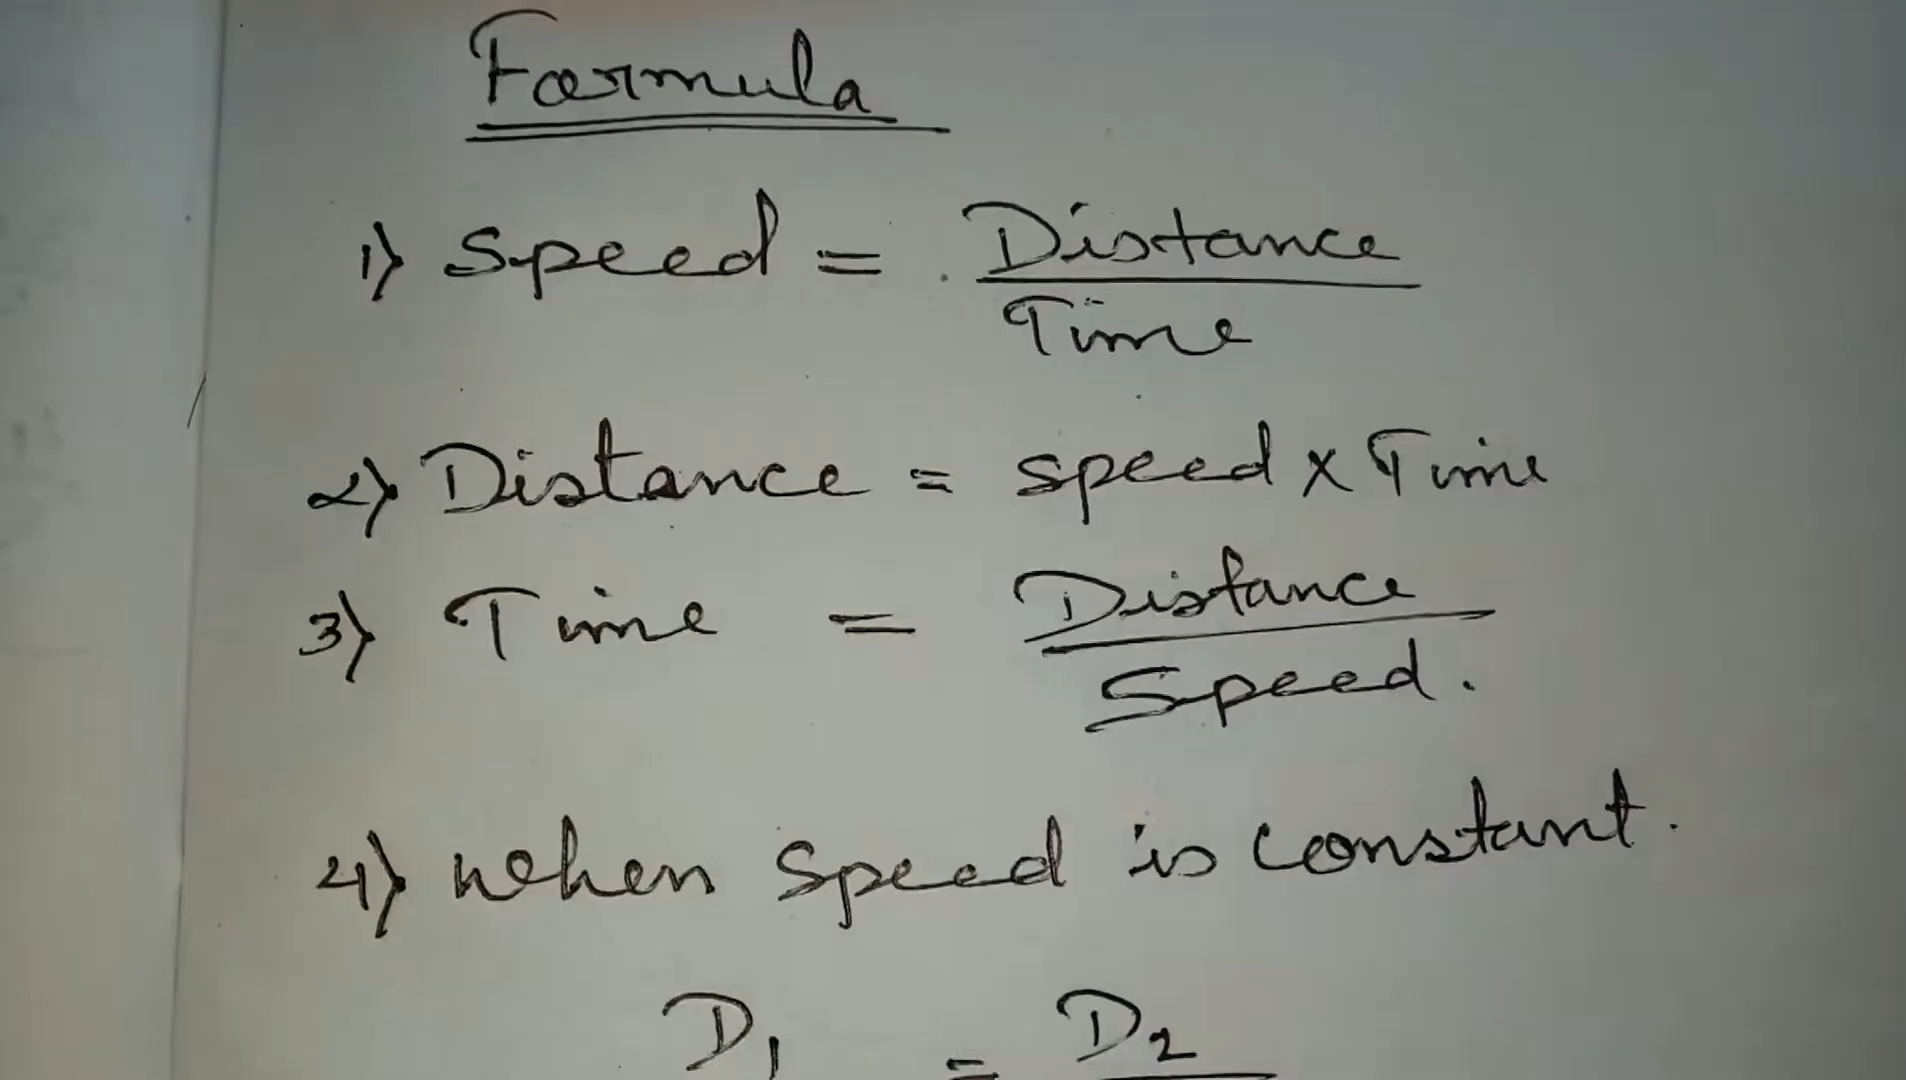 Formula
1) Speed = Distance / Time
2) Distance = speed x Time
3) Time = Distance / Speed.
4) when speed is constant.
D1 = D2